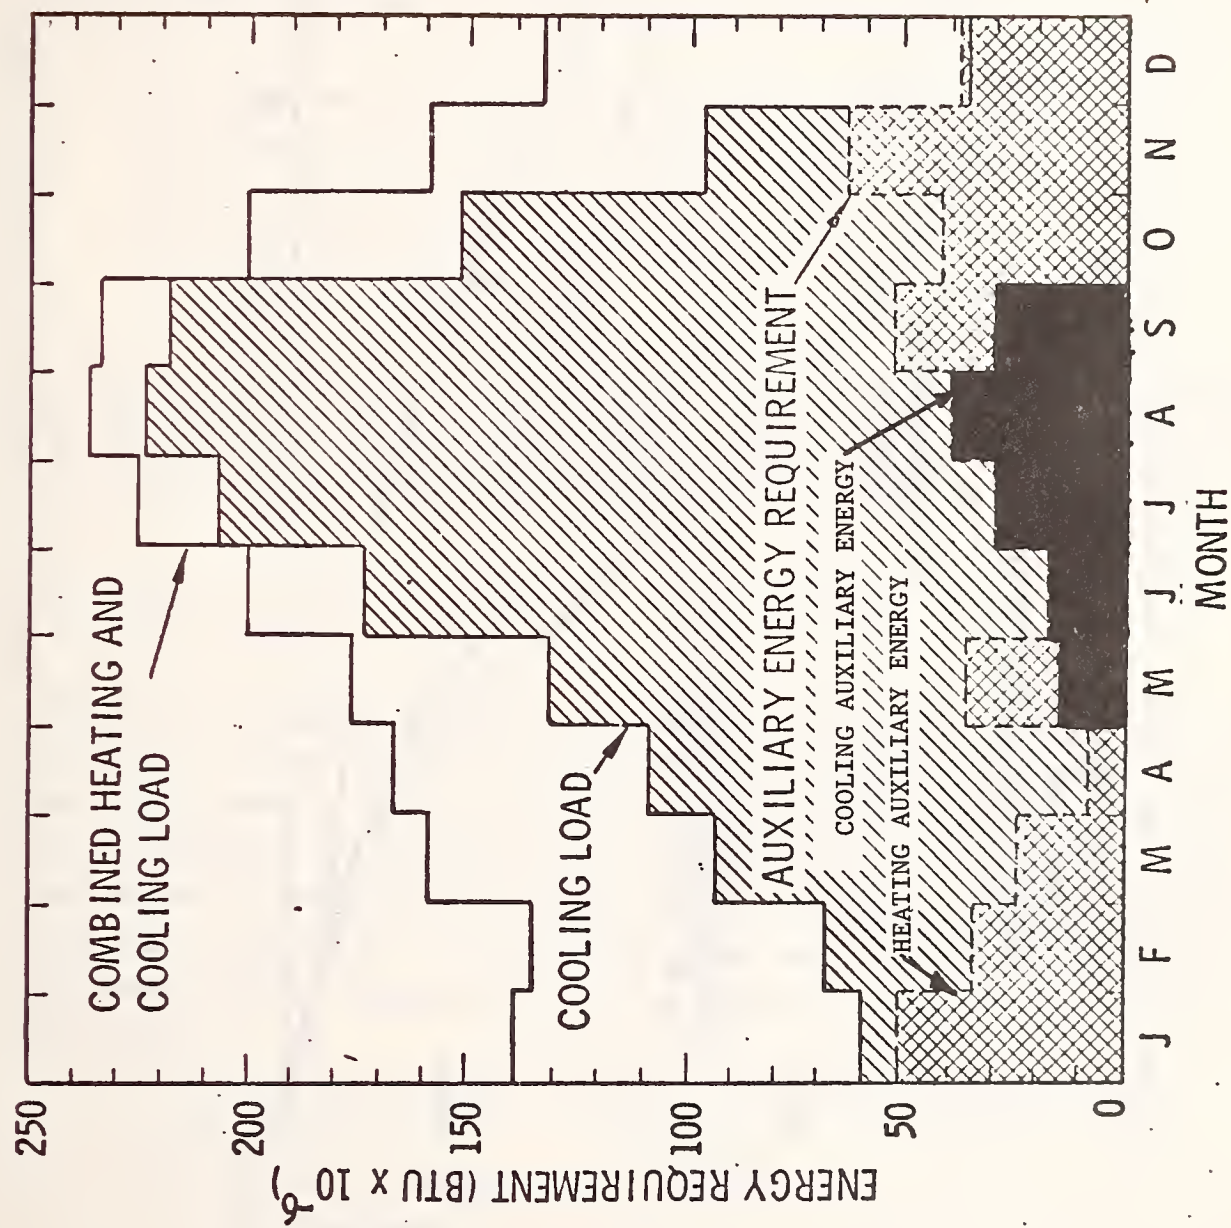 COMBINED HEATING AND
COOLING LOAD
COOLING LOAD
AUXILIARY ENERGY REQUIREMENT
COOLING AUXILIARY ENERGY
HEATING AUXILIARY ENERGY
250
200
150
100
50
0
ENERGY REQUIREMENT (BTU x 10
J F M A M J J A S O N D
MONTH